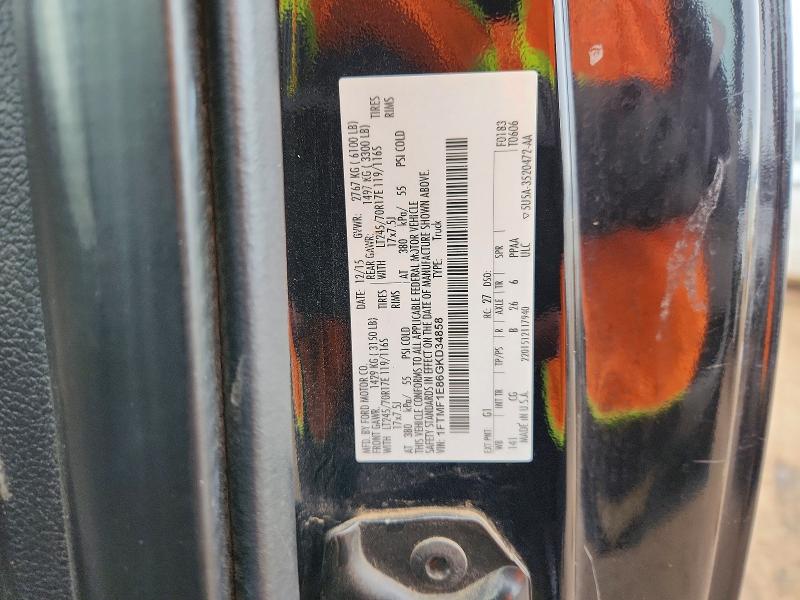 MFD. BY FORD MOTOR CO. DATE: 12/15 GVWR: 2767 KG ( 6100 LB)
FRONT GAWR: 1429 KG ( 3150 LB) REAR GAWR: 1497 KG ( 3300 LB)
WITH LT245/70R17E 119/116S TIRES WITH LT245/70R17E 119/116S TIRES
17x7.5J RIMS 17x7.5J RIMS
AT 380 kPa/ 55 PSI COLD AT 380 kPa/ 55 PSI COLD
THIS VEHICLE CONFORMS TO ALL APPLICABLE FEDERAL MOTOR VEHICLE
SAFETY STANDARDS IN EFFECT ON THE DATE OF MANUFACTURE SHOWN ABOVE.
VIN: 1FTMF1E86GKD34858 TYPE: Truck
F0183
T0606
EXT PNT: G1 RC: 27 DSO:
WB INT TR TP/PS R AXLE TR SPR
141 CG B 26 6 PPAA
MADE IN U.S.A. 2201512117940 ULC
5U5A-3520472-AA